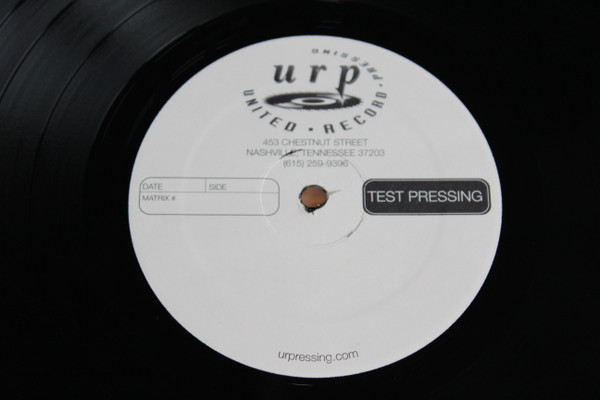 urp
UNITED • RECORD • PRESSING
453 CHESTNUT STREET
NASHVILLE, TENNESSEE 37203
(615) 259-9396
DATE
SIDE
MATRIX #
TEST PRESSING
urpressing.com